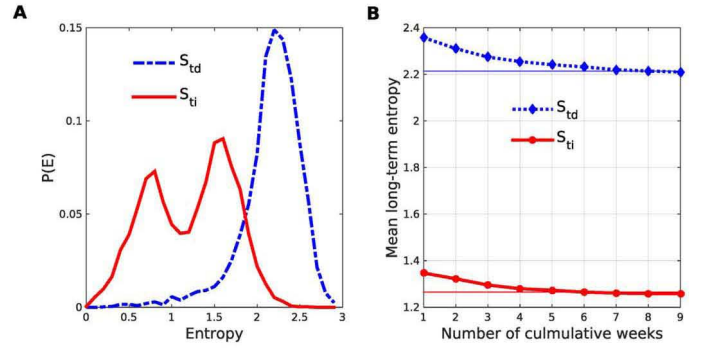 A
0.15
0.1
0.05
0
P(E)
S_td
S_ti
0 0.5 1 1.5 2 2.5 3
Entropy
B
2.4
2.2
2
1.8
1.6
1.4
1.2
Mean long-term entropy
S_td
S_ti
1 2 3 4 5 6 7 8 9
Number of culmulative weeks